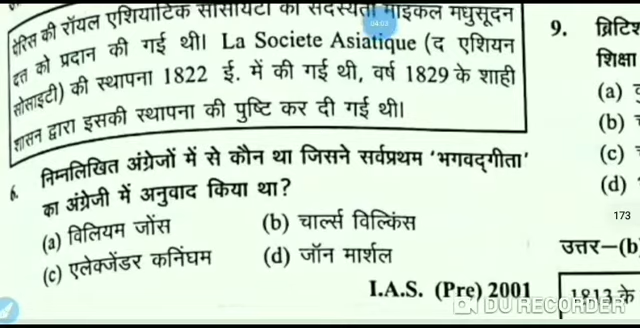 पेरिस की रॉयल एशियाटिक सोसायटी की सदस्यता माइकल मधुसूदन
दत्त को प्रदान की गई थी। La Societe Asiatique (द एशियन
सोसाइटी) की स्थापना 1822 ई. में की गई थी, वर्ष 1829 के शाही
शासन द्वारा इसकी स्थापना की पुष्टि कर दी गई थी।
6. निम्नलिखित अंग्रेजों में से कौन था जिसने सर्वप्रथम ‘भगवद्गीता’
का अंग्रेजी में अनुवाद किया था?
(a) विलियम जोंस (b) चार्ल्स विल्किंस
(c) एलेक्जेंडर कनिंघम (d) जॉन मार्शल
I.A.S. (Pre) 2001
9. ब्रिटिश
शिक्षा
(a)
(b)
(c)
(d)
173
उत्तर—(b)
1813 के
04:03
DU RECORDER